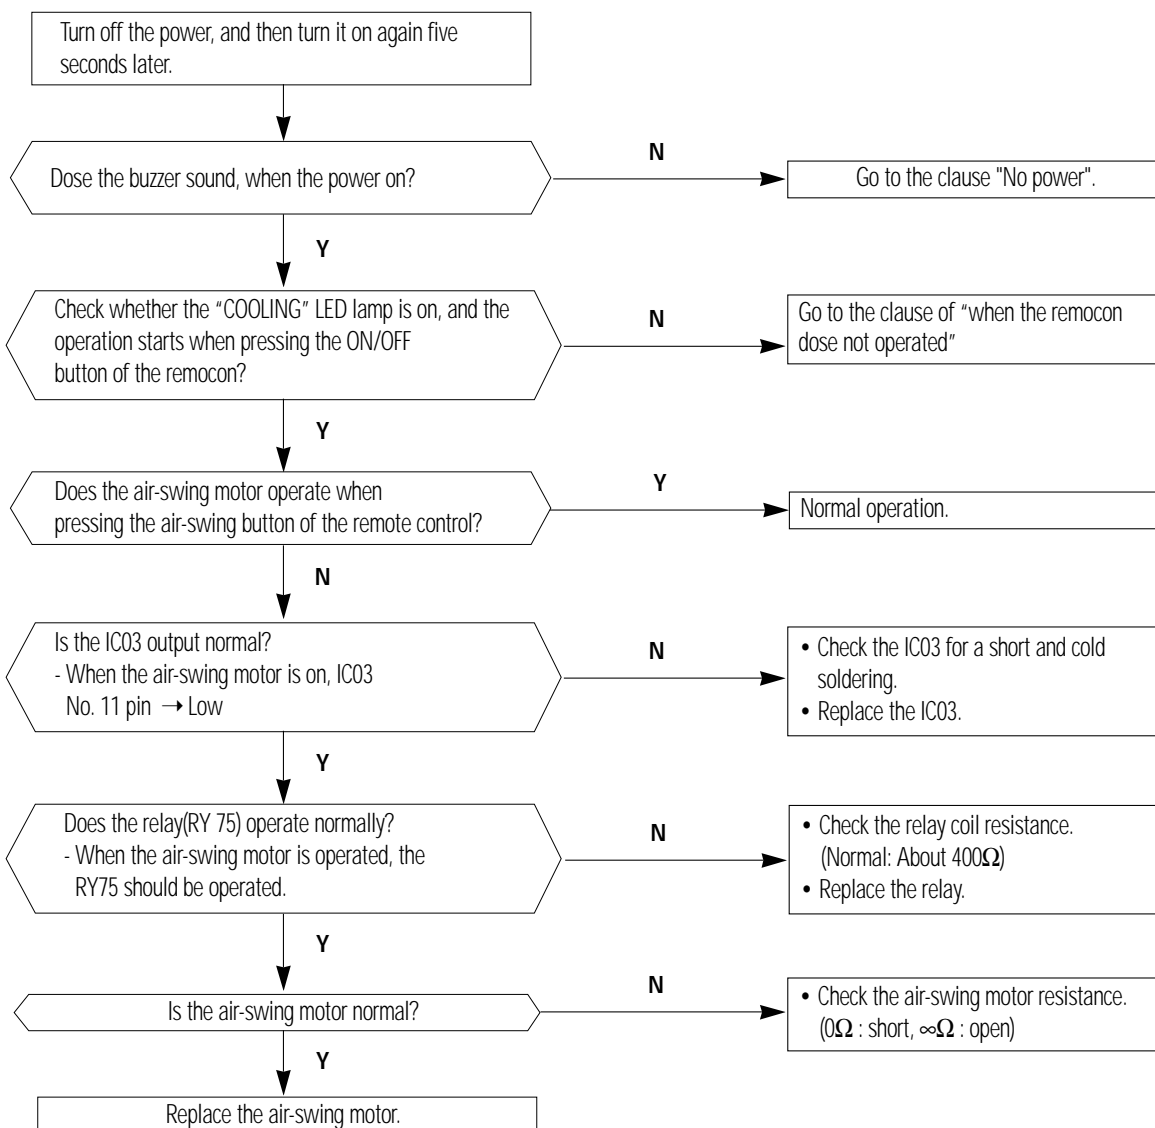 Turn off the power, and then turn it on again five
seconds later.
Dose the buzzer sound, when the power on?
N
Go to the clause "No power".
Y
Check whether the “COOLING” LED lamp is on, and the
operation starts when pressing the ON/OFF
button of the remocon?
N
Go to the clause of “when the remocon
dose not operated”
Y
Does the air-swing motor operate when
pressing the air-swing button of the remote control?
Y
Normal operation.
N
Is the IC03 output normal?
- When the air-swing motor is on, IC03
No. 11 pin → Low
N
• Check the IC03 for a short and cold
soldering.
• Replace the IC03.
Y
Does the relay(RY 75) operate normally?
- When the air-swing motor is operated, the
RY75 should be operated.
N
• Check the relay coil resistance.
(Normal: About 400Ω)
• Replace the relay.
Y
Is the air-swing motor normal?
N
• Check the air-swing motor resistance.
(0Ω : short, ∞Ω : open)
Y
Replace the air-swing motor.